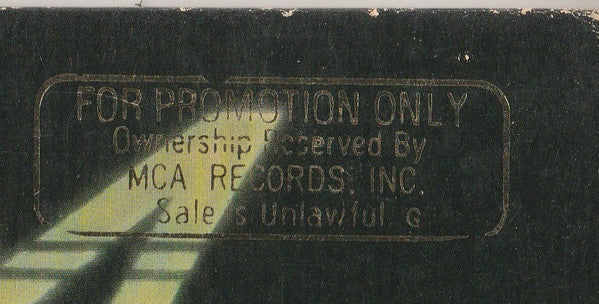 FOR PROMOTION ONLY
Ownership Reserved By
MCA RECORDS, INC.
Sale is Unlawful